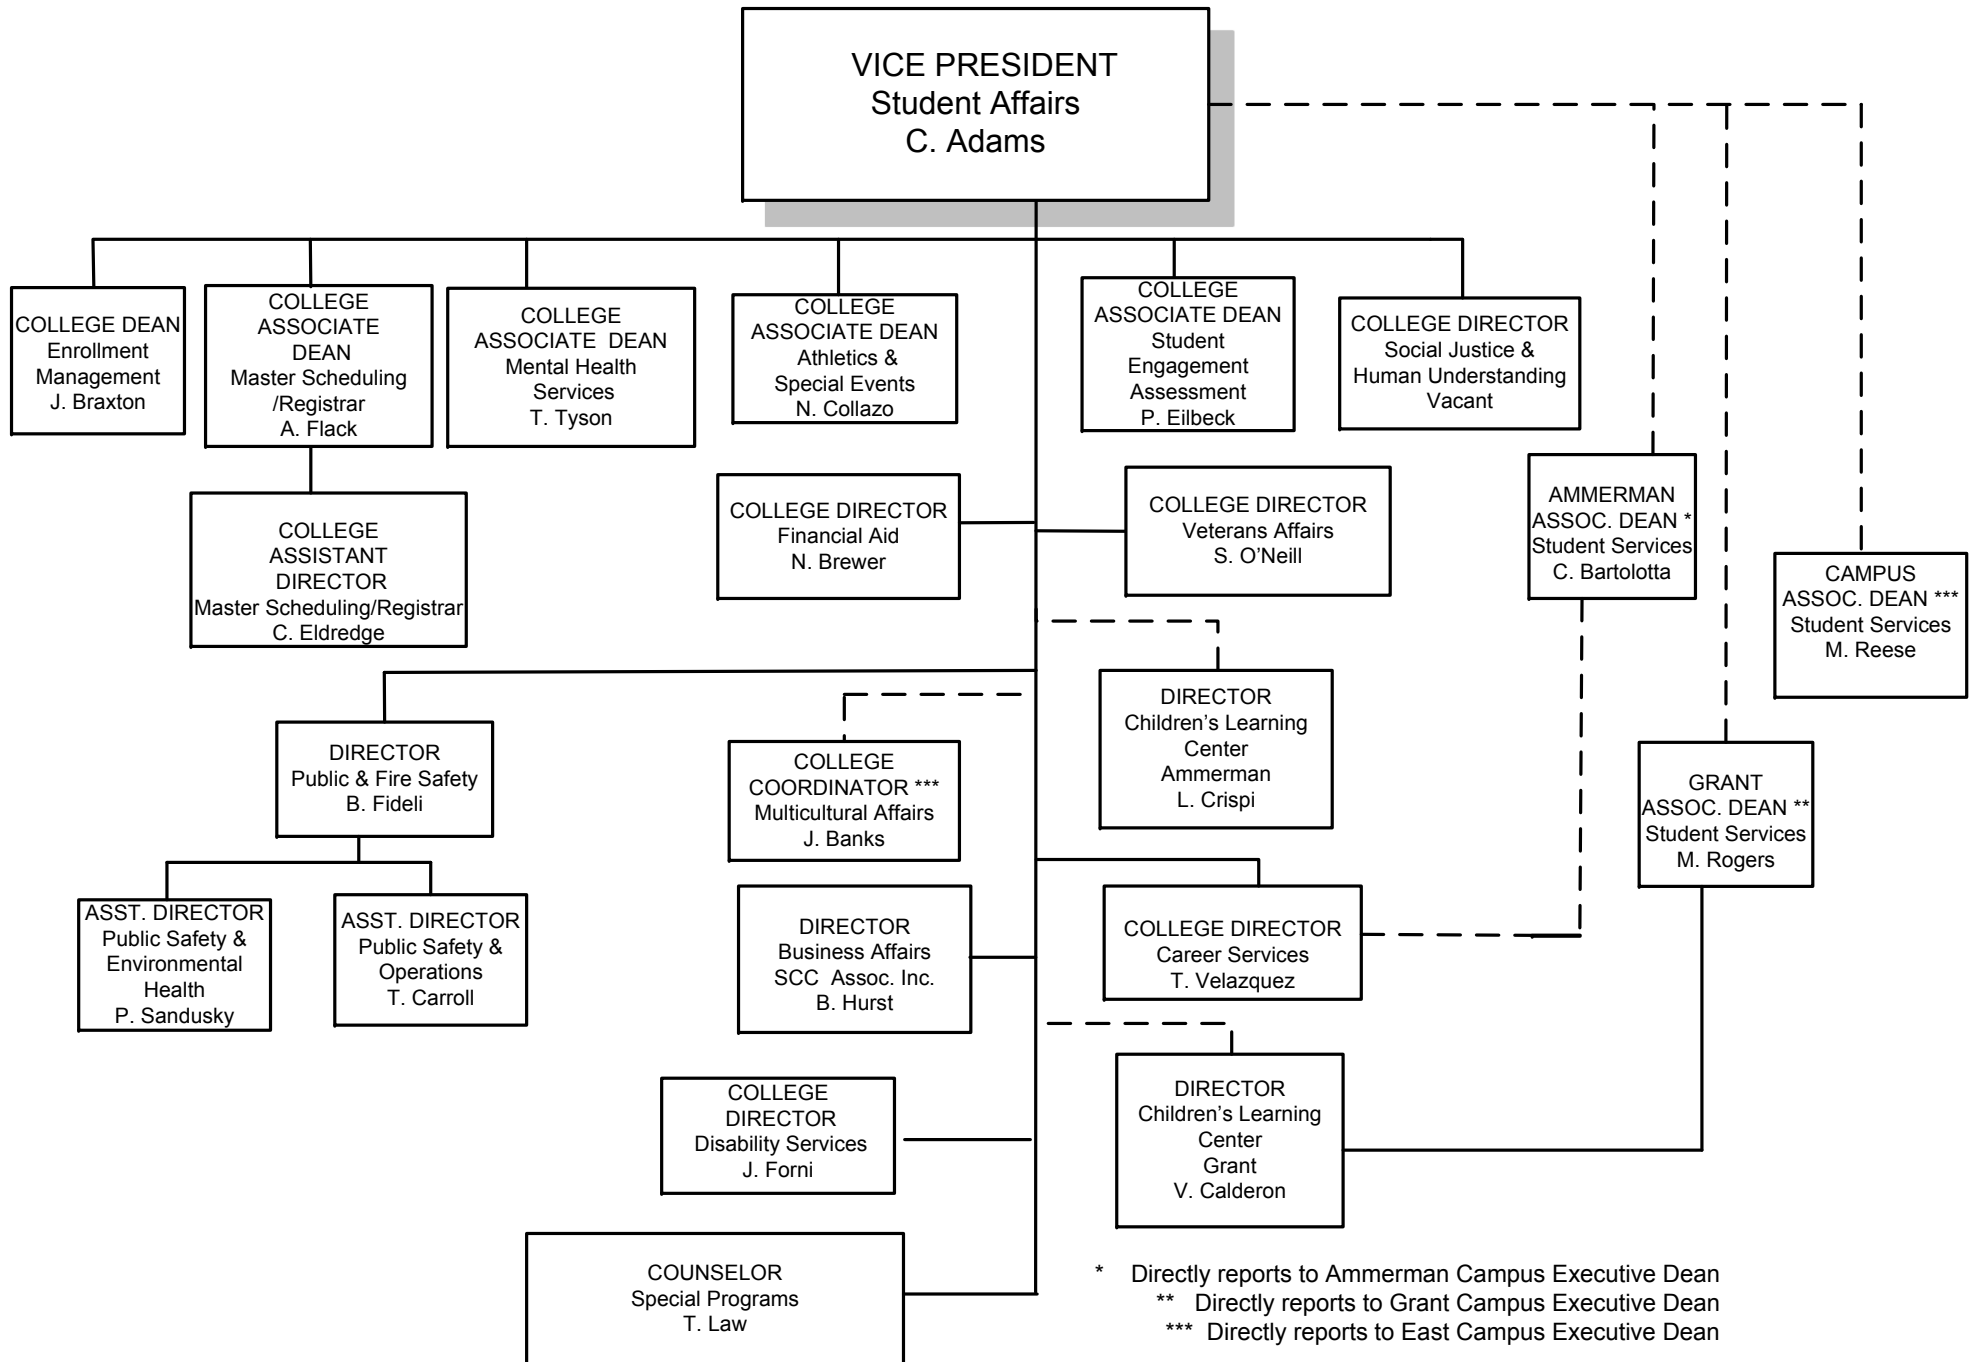 VICE PRESIDENT
Student Affairs
C. Adams
COLLEGE DEAN
Enrollment
Management
J. Braxton
COLLEGE
ASSOCIATE
DEAN
Master Scheduling
/Registrar
A. Flack
COLLEGE
ASSOCIATE DEAN
Mental Health
Services
T. Tyson
COLLEGE
ASSOCIATE DEAN
Athletics &
Special Events
N. Collazo
COLLEGE
ASSOCIATE DEAN
Student
Engagement
Assessment
P. Eilbeck
COLLEGE DIRECTOR
Social Justice &
Human Understanding
Vacant
COLLEGE
ASSISTANT
DIRECTOR
Master Scheduling/Registrar
C. Eldredge
COLLEGE DIRECTOR
Financial Aid
N. Brewer
COLLEGE DIRECTOR
Veterans Affairs
S. O’Neill
AMMERMAN
ASSOC. DEAN *
Student Services
C. Bartolotta
CAMPUS
ASSOC. DEAN ***
Student Services
M. Reese
DIRECTOR
Public & Fire Safety
B. Fideli
COLLEGE
COORDINATOR ***
Multicultural Affairs
J. Banks
DIRECTOR
Children’s Learning
Center
Ammerman
L. Crispi
GRANT
ASSOC. DEAN **
Student Services
M. Rogers
ASST. DIRECTOR
Public Safety &
Environmental
Health
P. Sandusky
ASST. DIRECTOR
Public Safety &
Operations
T. Carroll
DIRECTOR
Business Affairs
SCC Assoc. Inc.
B. Hurst
COLLEGE DIRECTOR
Career Services
T. Velazquez
COLLEGE
DIRECTOR
Disability Services
J. Forni
DIRECTOR
Children’s Learning
Center
Grant
V. Calderon
COUNSELOR
Special Programs
T. Law
* Directly reports to Ammerman Campus Executive Dean
** Directly reports to Grant Campus Executive Dean
*** Directly reports to East Campus Executive Dean